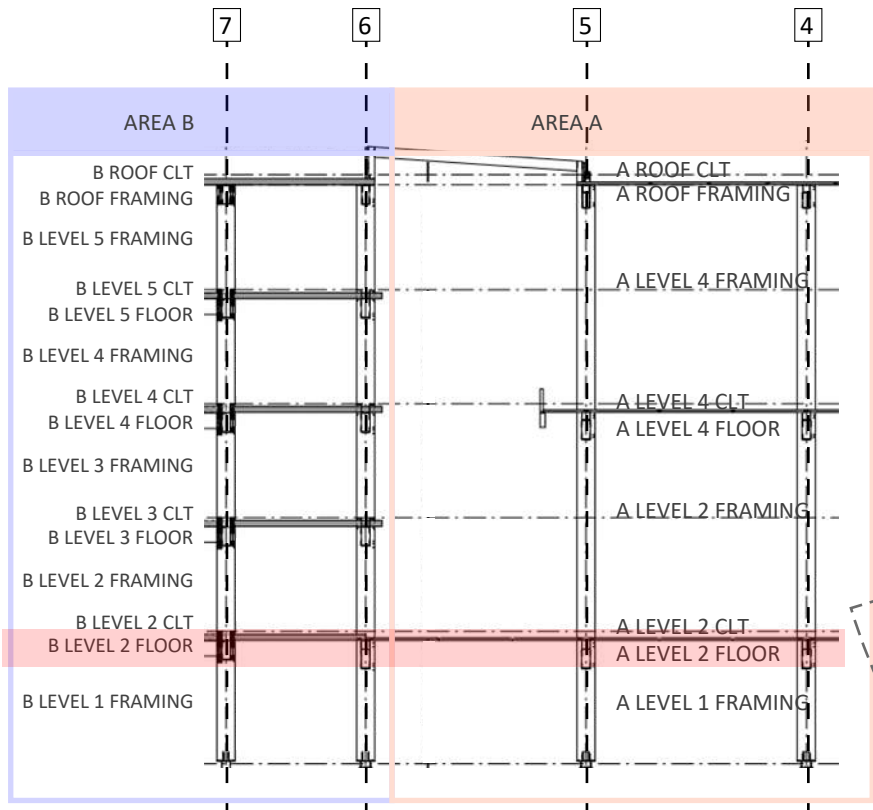 7 6 5 4
AREA B
AREA A
B ROOF CLT
B ROOF FRAMING
B LEVEL 5 FRAMING
B LEVEL 5 CLT
B LEVEL 5 FLOOR
B LEVEL 4 FRAMING
B LEVEL 4 CLT
B LEVEL 4 FLOOR
B LEVEL 3 FRAMING
B LEVEL 3 CLT
B LEVEL 3 FLOOR
B LEVEL 2 FRAMING
B LEVEL 2 CLT
B LEVEL 2 FLOOR
B LEVEL 1 FRAMING
A ROOF CLT
A ROOF FRAMING
A LEVEL 4 FRAMING
A LEVEL 4 CLT
A LEVEL 4 FLOOR
A LEVEL 2 FRAMING
A LEVEL 2 CLT
A LEVEL 2 FLOOR
A LEVEL 1 FRAMING